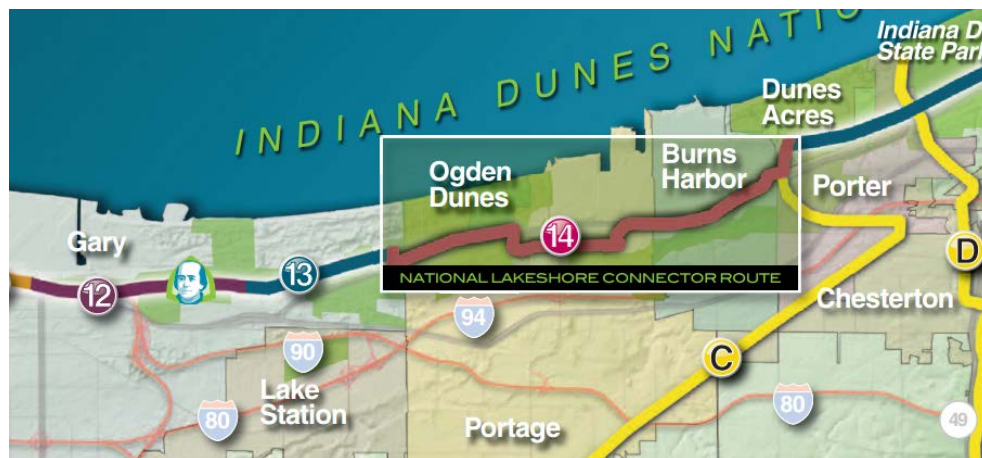 INDIANA DUNES NATIO
Indiana D
State Park
Dunes
Acres
Ogden
Dunes
Burns
Harbor
Porter
Gary
14
13
12
NATIONAL LAKESHORE CONNECTOR ROUTE
D
Chesterton
94
90
C
Lake
Station
80
80
49
Portage